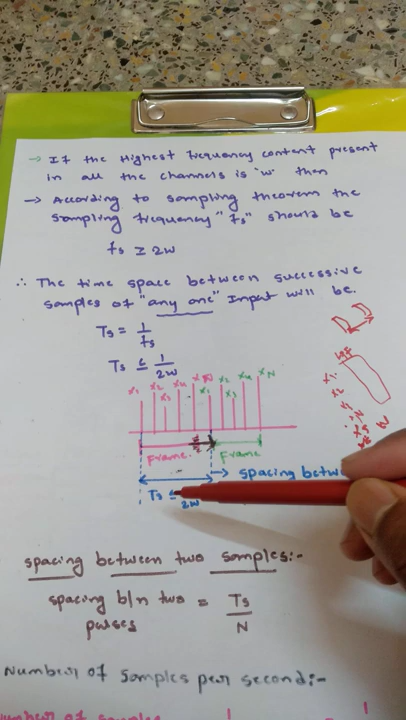 → If the Highest frequency content present
in all the channels is 'w' then
→ According to sampling theorem the
sampling frequency "fs" should be
fs ≥ 2W
∴ The time space between successive
samples of "any one" Input will be.
Ts = 1/fs
Ts ≤ 1/2W
x1 x2 x3 x4 xN x1 x2 x3 x4 xN
Frame Frame
→ spacing betw
Ts ≤
2W
spacing between two samples:-
spacing b/n two pulses = Ts/N
Number of Samples per second:-